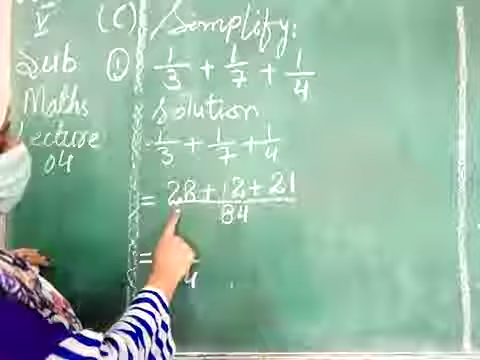 V
Sub
Maths
Lecture
04
(C) Simplify:
① 1/3 + 1/7 + 1/4
Solution
1/3 + 1/7 + 1/4
= 28 + 12 + 21 / 84
=